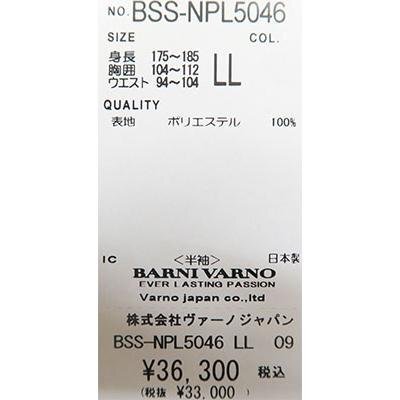 NO. BSS-NPL5046
SIZE COL.
身長 175~185
胸囲 104~112 LL
ウエスト 94~104
QUALITY
表地 ポリエステル 100%
IC <半袖> 日本製
BARNI VARNO
EVER LASTING PASSION
Varno japan co.,ltd
株式会社ヴァーノジャパン
BSS-NPL5046 LL 09
¥36,300 税込
(税抜 ¥33,000 )